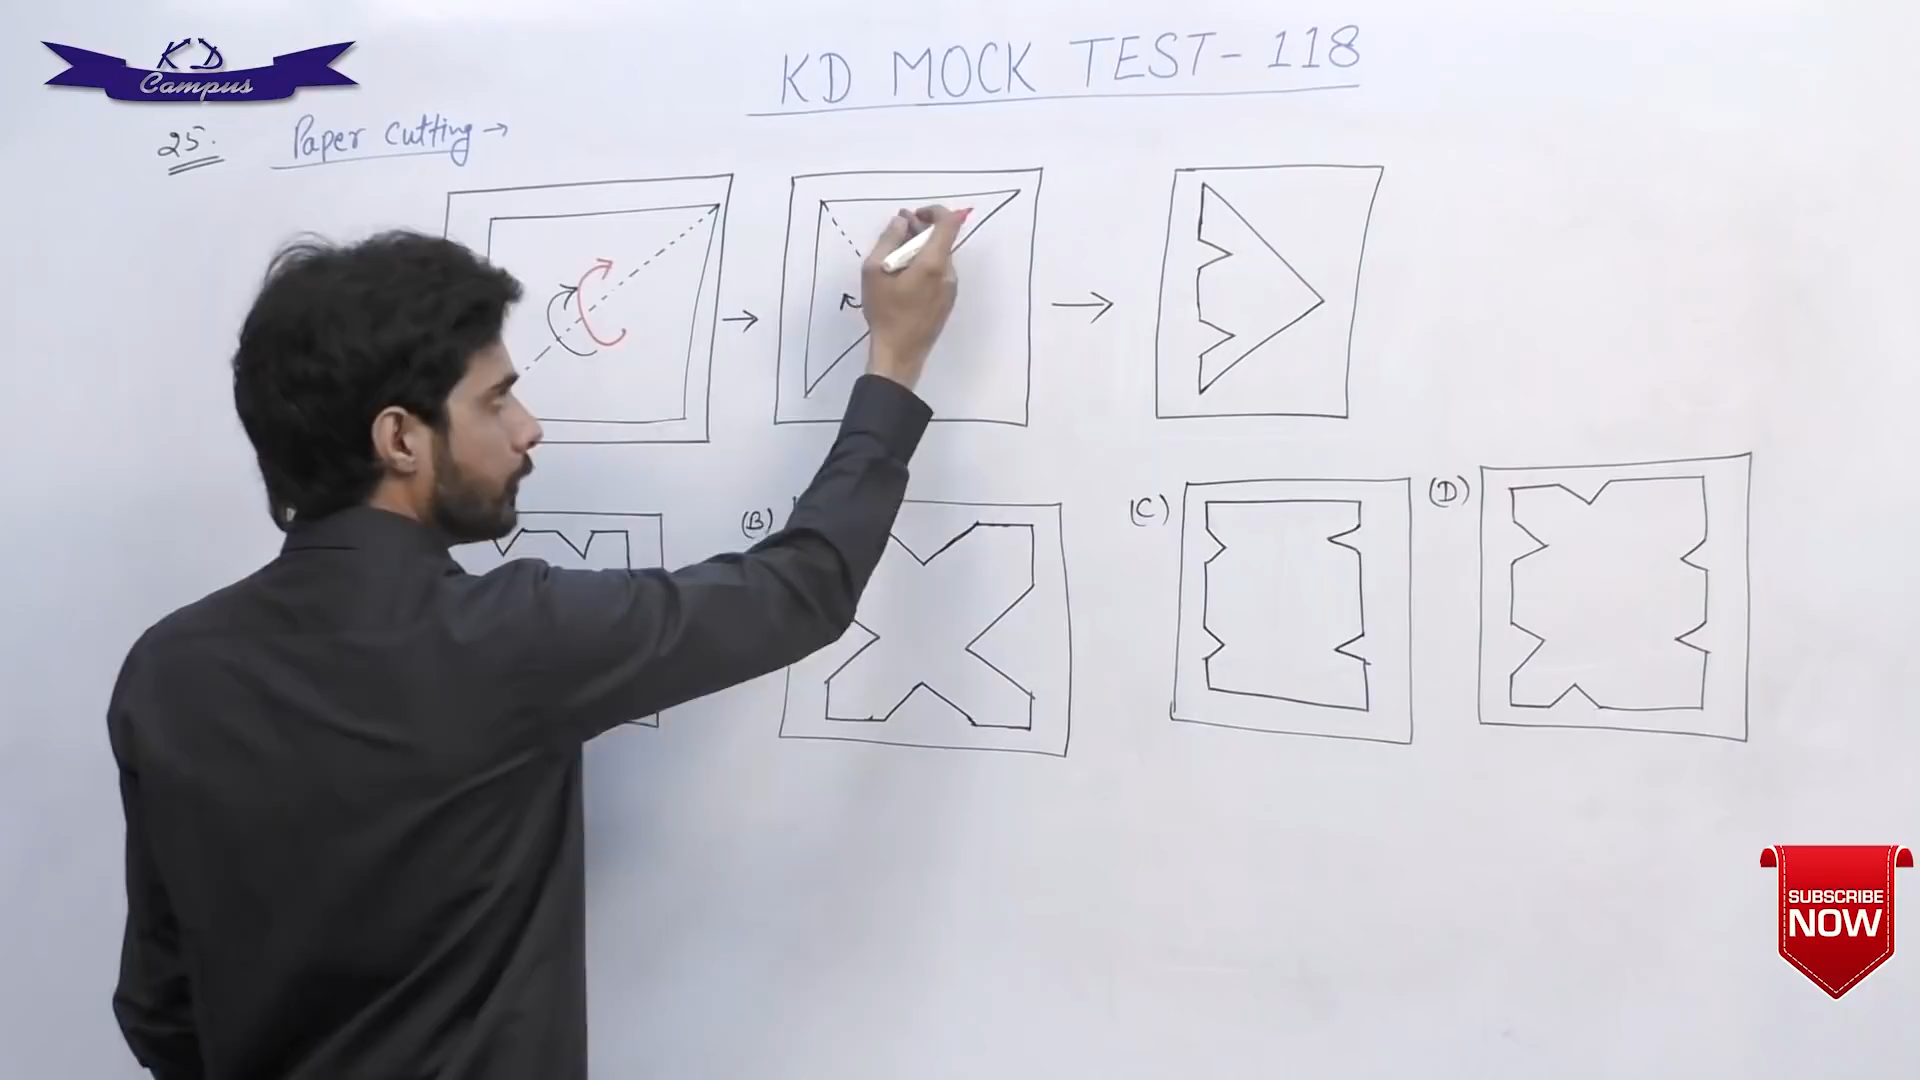 KD
Campus
KD MOCK TEST- 118
25. Paper Cutting →
(B)
(C)
(D)
SUBSCRIBE
NOW